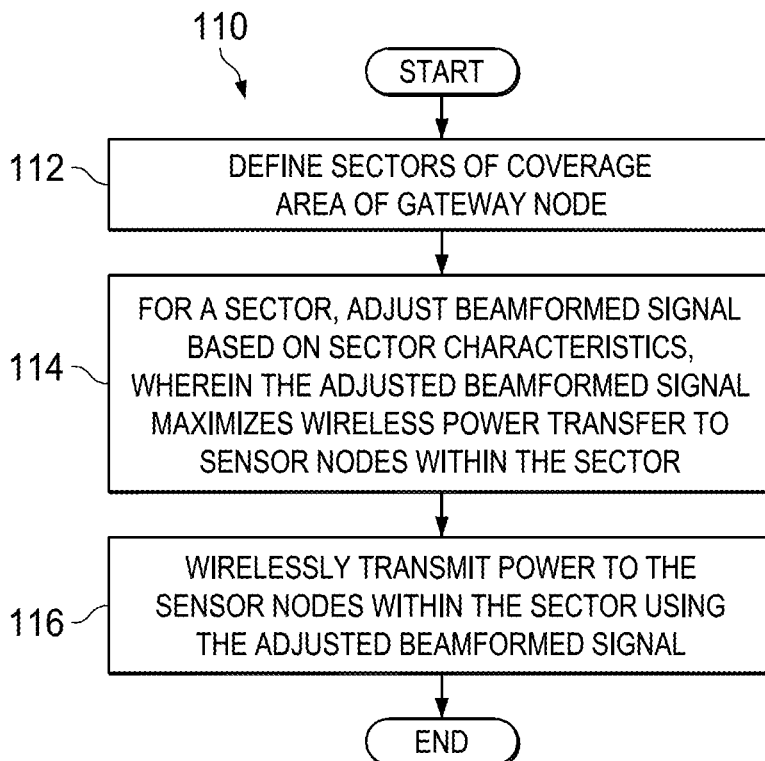 110
START
112
DEFINE SECTORS OF COVERAGE
AREA OF GATEWAY NODE
114
FOR A SECTOR, ADJUST BEAMFORMED SIGNAL
BASED ON SECTOR CHARACTERISTICS,
WHEREIN THE ADJUSTED BEAMFORMED SIGNAL
MAXIMIZES WIRELESS POWER TRANSFER TO
SENSOR NODES WITHIN THE SECTOR
116
WIRELESSLY TRANSMIT POWER TO THE
SENSOR NODES WITHIN THE SECTOR USING
THE ADJUSTED BEAMFORMED SIGNAL
END